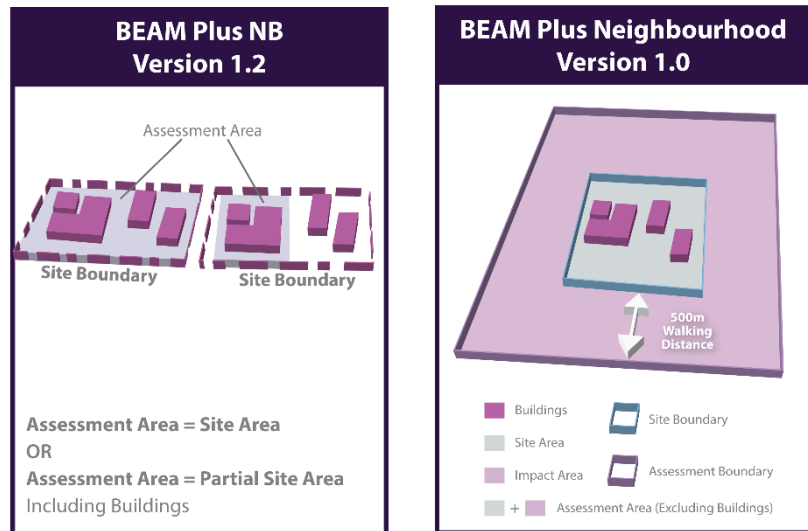 BEAM Plus NB
Version 1.2
Assessment Area
Site Boundary
Site Boundary
Assessment Area = Site Area
OR
Assessment Area = Partial Site Area
Including Buildings
BEAM Plus Neighbourhood
Version 1.0
500m
Walking
Distance
Buildings
Site Boundary
Site Area
Impact Area
Assessment Boundary
+ Assessment Area (Excluding Buildings)